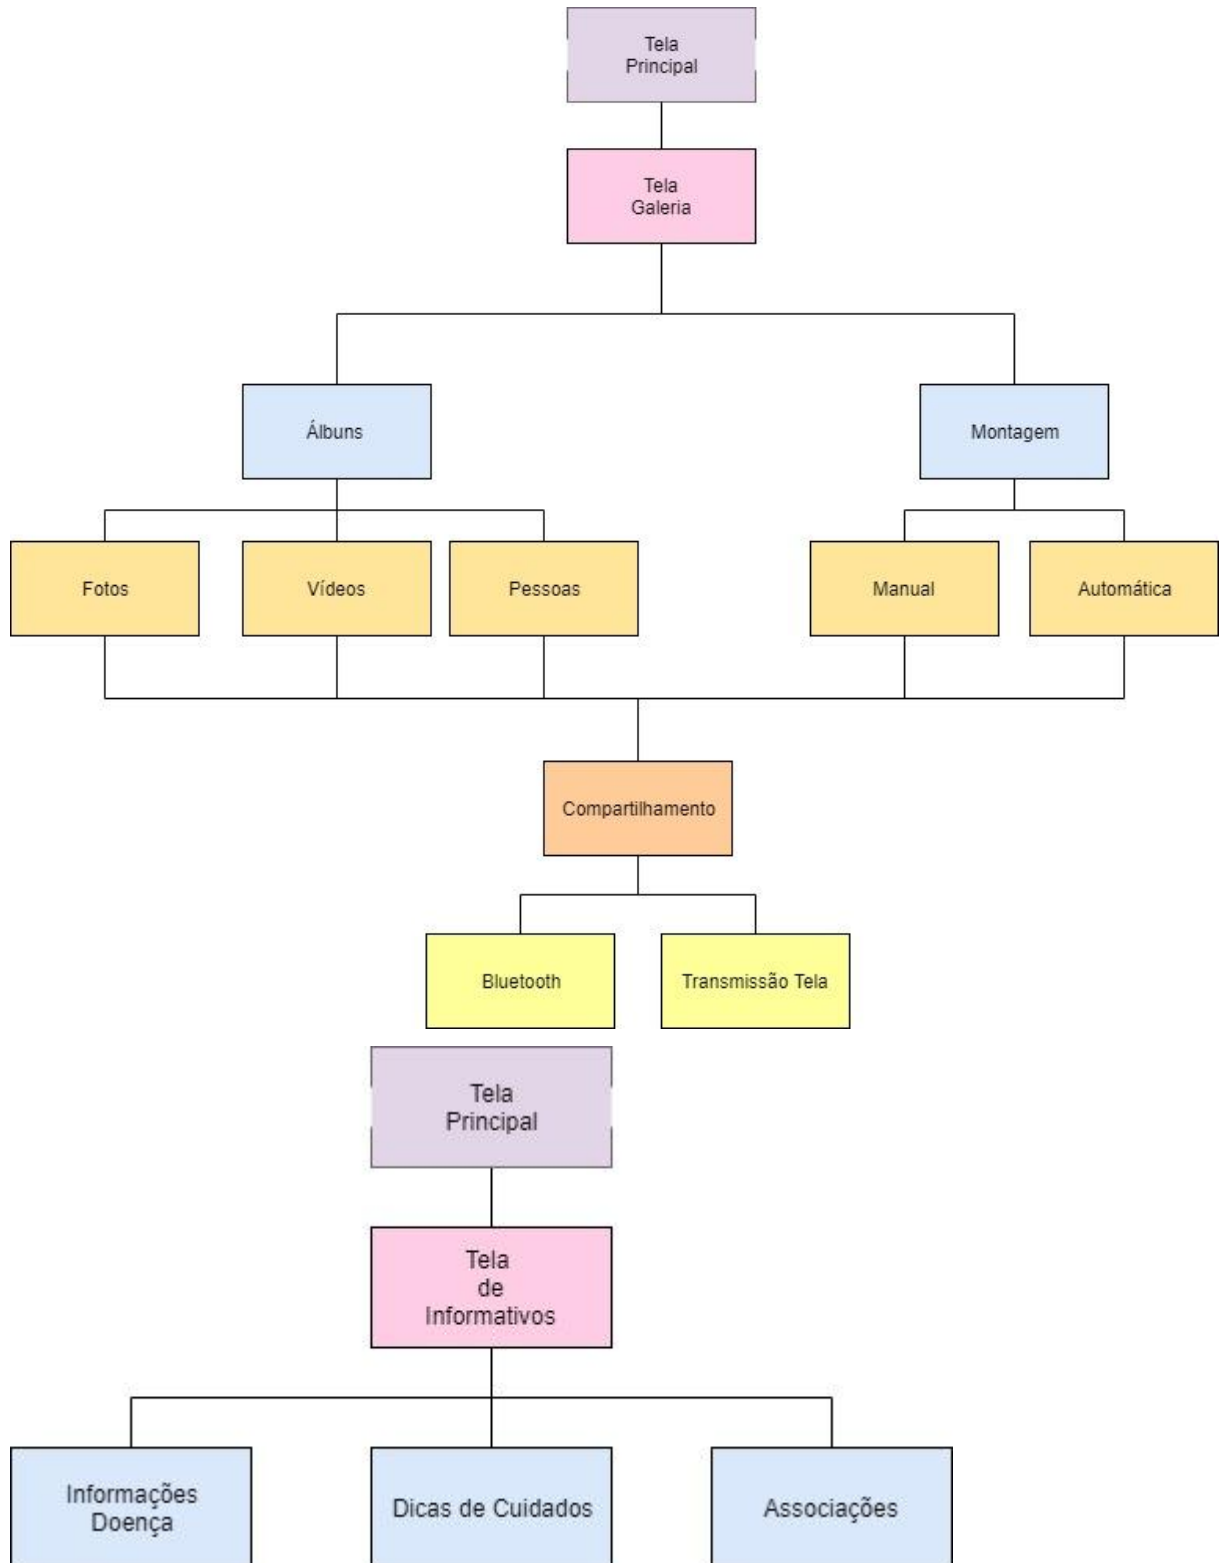 Tela
Principal
Tela
Galeria
Álbuns
Montagem
Fotos
Vídeos
Pessoas
Manual
Automática
Compartilhamento
Bluetooth
Transmissão Tela
Tela
Principal
Tela
de
Informativos
Informações
Doença
Dicas de Cuidados
Associações